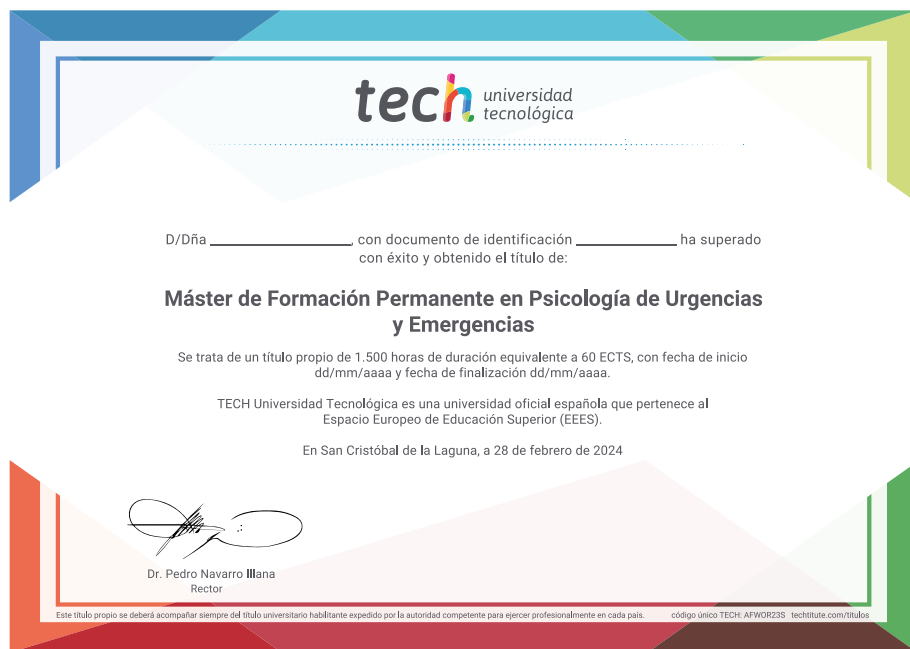 tech universidad
tecnológica
D/Dña ____________________, con documento de identificación ______________ ha superado
con éxito y obtenido el título de:
Máster de Formación Permanente en Psicología de Urgencias
y Emergencias
Se trata de un título propio de 1.500 horas de duración equivalente a 60 ECTS, con fecha de inicio
dd/mm/aaaa y fecha de finalización dd/mm/aaaa.
TECH Universidad Tecnológica es una universidad oficial española que pertenece al
Espacio Europeo de Educación Superior (EEES).
En San Cristóbal de la Laguna, a 28 de febrero de 2024
Dr. Pedro Navarro Illana
Rector
Este título propio se deberá acompañar siempre del título universitario habilitante expedido por la autoridad competente para ejercer profesionalmente en cada país. código único TECH: AFWOR23S techtitute.com/titulos